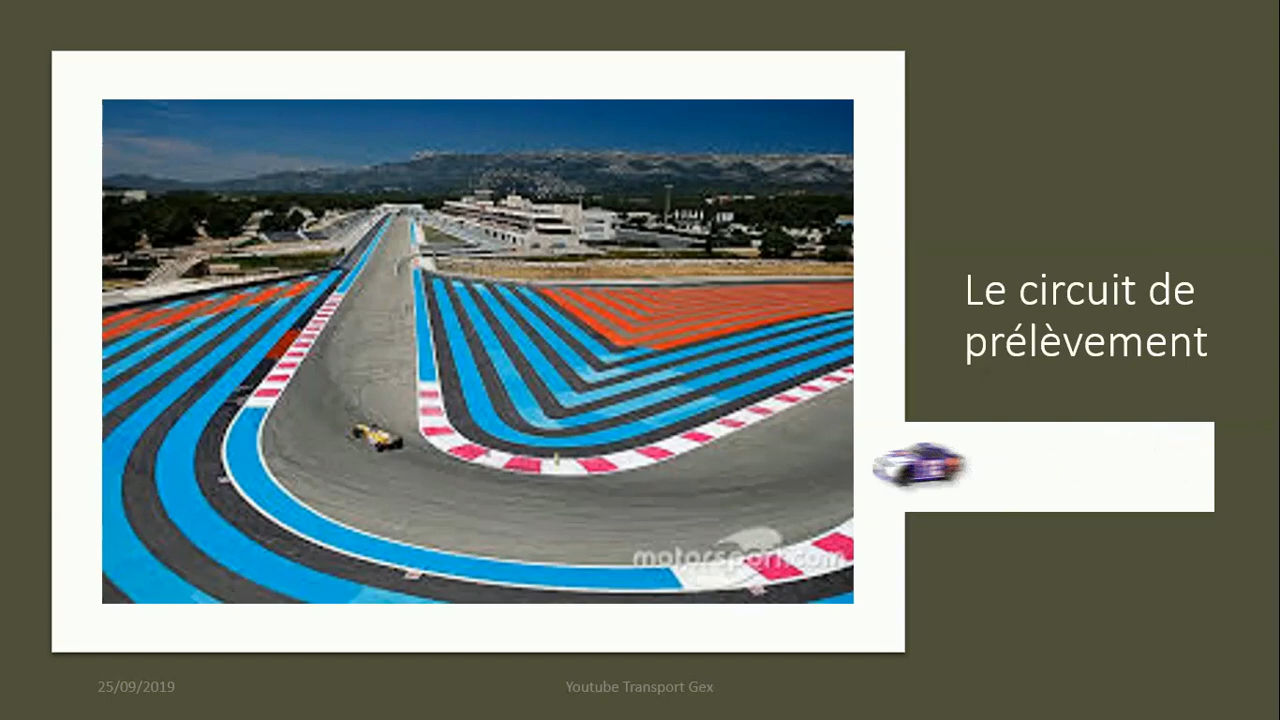 Le circuit de
prélèvement
motorsport.com
25/09/2019
Youtube Transport Gex